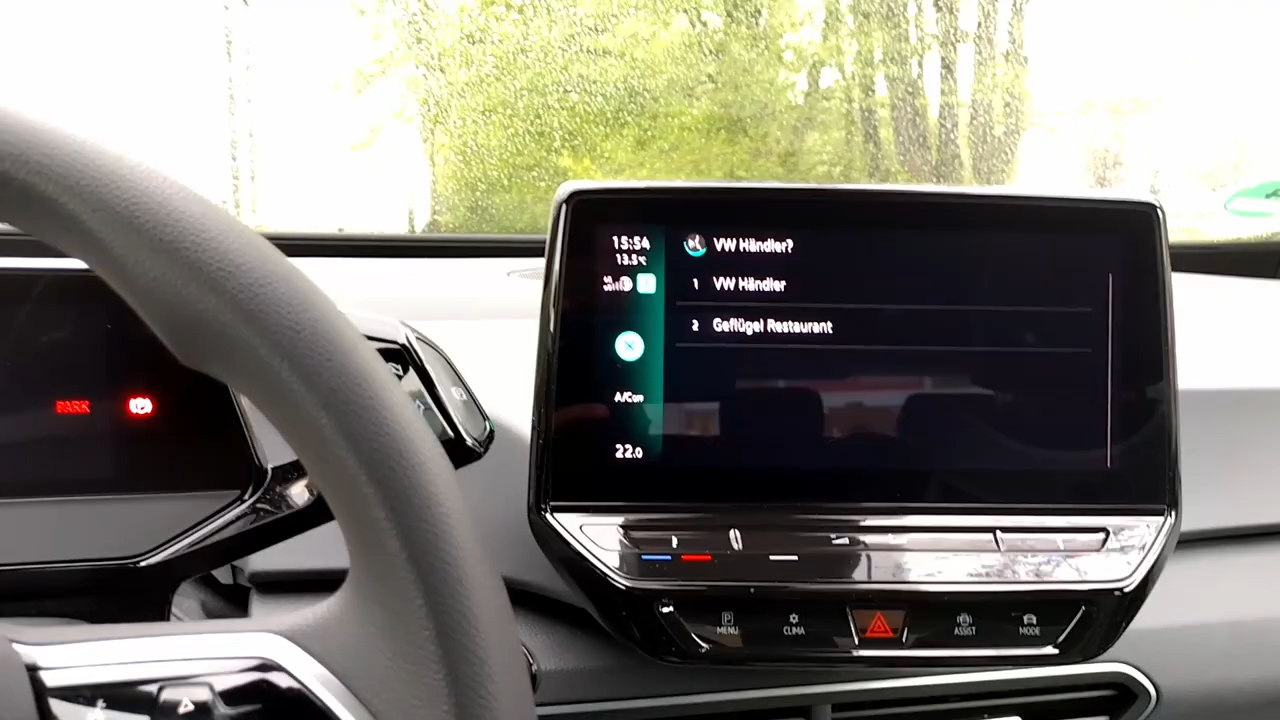 15:54
13.5°C
VW Händler?
1 VW Händler
2 Geflügel Restaurant
A/C
22.0
PARK
MENU
CLIMA
ASSIST
MODE